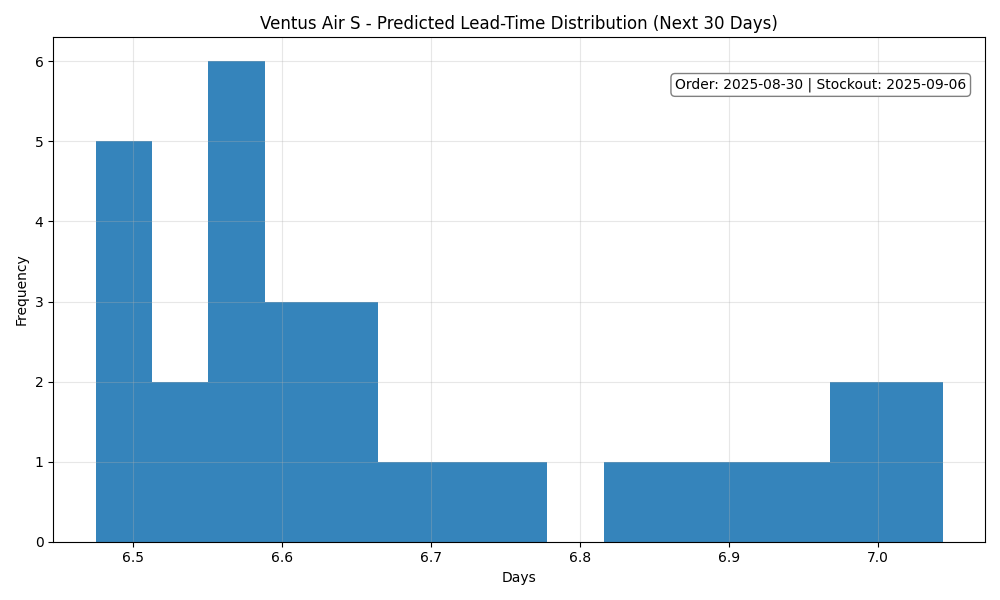 Ventus Air S - Predicted Lead-Time Distribution (Next 30 Days)
Order: 2025-08-30 | Stockout: 2025-09-06
Frequency
6
5
4
3
2
1
0
6.5 6.6 6.7 6.8 6.9 7.0
Days